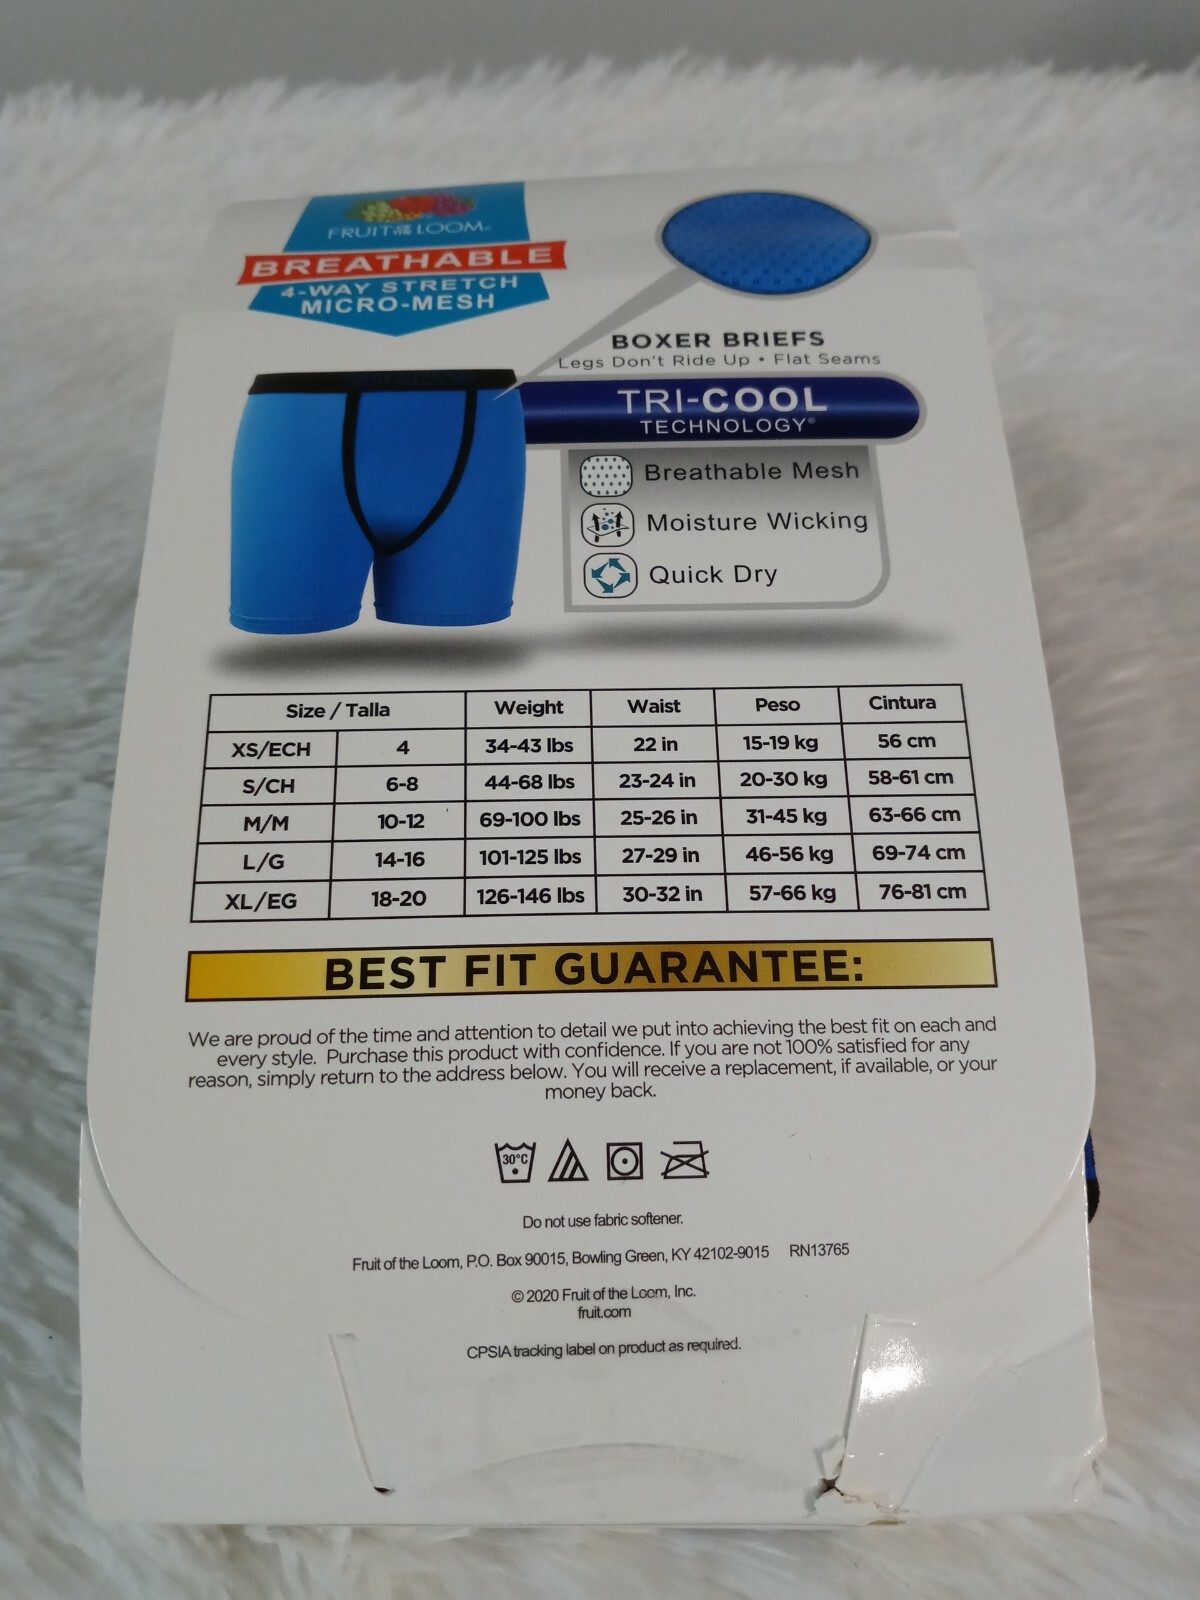 FRUIT OF THE LOOM®
BREATHABLE
4-WAY STRETCH
MICRO-MESH
BOXER BRIEFS
Legs Don't Ride Up • Flat Seams
TRI-COOL
TECHNOLOGY®
Breathable Mesh
Moisture Wicking
Quick Dry
Size / Talla Weight Waist Peso Cintura
XS/ECH 4 34-43 lbs 22 in 15-19 kg 56 cm
S/CH 6-8 44-68 lbs 23-24 in 20-30 kg 58-61 cm
M/M 10-12 69-100 lbs 25-26 in 31-45 kg 63-66 cm
L/G 14-16 101-125 lbs 27-29 in 46-56 kg 69-74 cm
XL/EG 18-20 126-146 lbs 30-32 in 57-66 kg 76-81 cm
BEST FIT GUARANTEE:
We are proud of the time and attention to detail we put into achieving the best fit on each and
every style. Purchase this product with confidence. If you are not 100% satisfied for any
reason, simply return to the address below. You will receive a replacement, if available, or your
money back.
30°C
Do not use fabric softener.
Fruit of the Loom, P.O. Box 90015, Bowling Green, KY 42102-9015 RN13765
© 2020 Fruit of the Loom, Inc.
fruit.com
CPSIA tracking label on product as required.